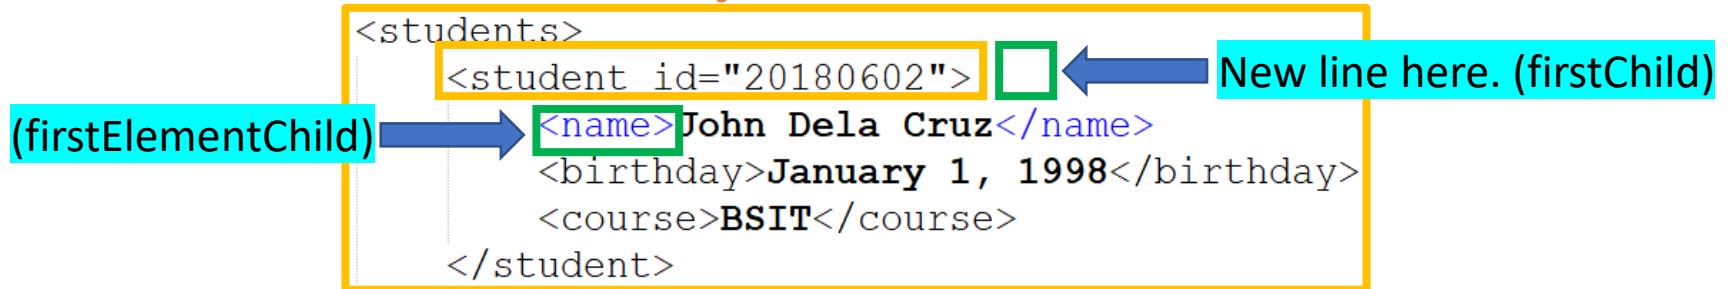 <students>
<student id="20180602">
New line here. (firstChild)
(firstElementChild)
<name>John Dela Cruz</name>
<birthday>January 1, 1998</birthday>
<course>BSIT</course>
</student>